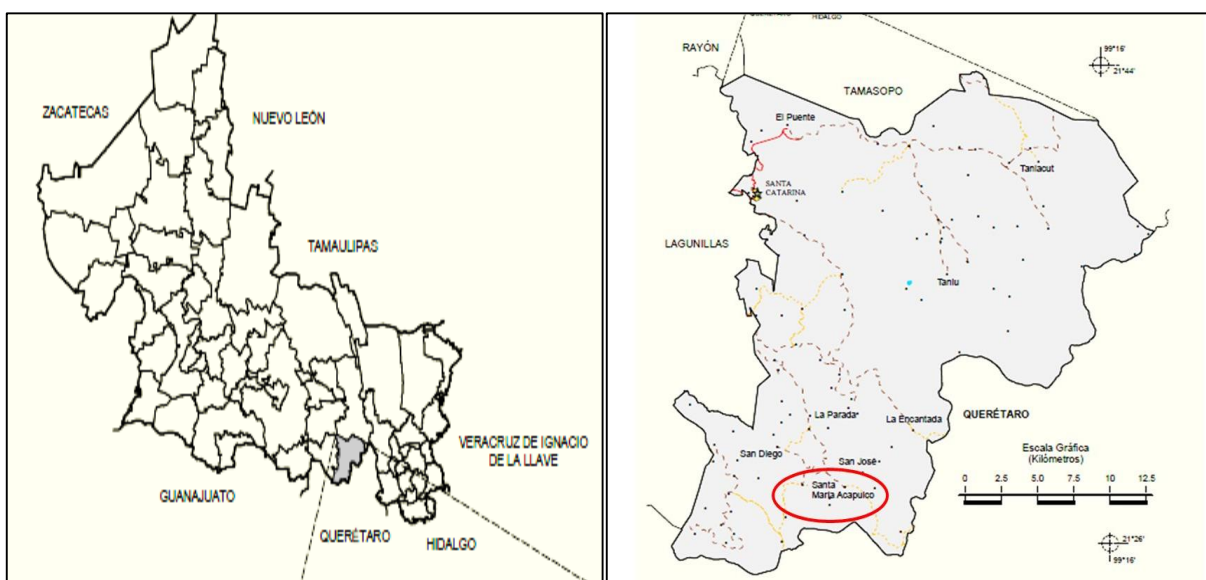 ZACATECAS
NUEVO LEÓN
TAMAULIPAS
VERACRUZ DE IGNACIO
DE LA LLAVE
GUANAJUATO
QUERÉTARO
HIDALGO
HIDALGO
RAYÓN
99°16'
21°44'
TAMASOPO
El Puente
Tanlacut
SANTA
CATARINA
LAGUNILLAS
Tanlu
La Parada
La Encantada
QUERÉTARO
San Diego
San José
Santa
María Acapulco
Escala Gráfica
(Kilómetros)
0 2.5 5.0 7.5 10.0 12.5
21°26'
99°16'